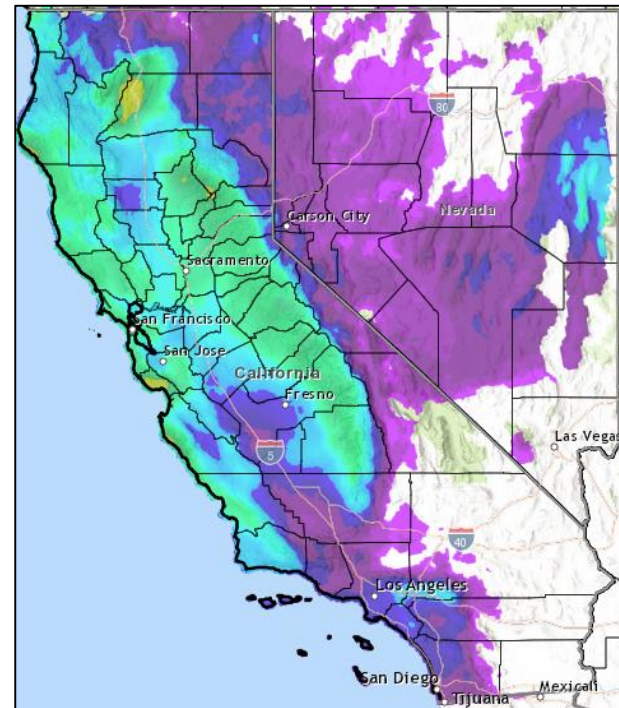 80
Carson City
Nevada
Sacramento
San Francisco
San Jose
California
Fresno
5
Las Vegas
40
Los Angeles
San Diego
Tijuana
Mexicali